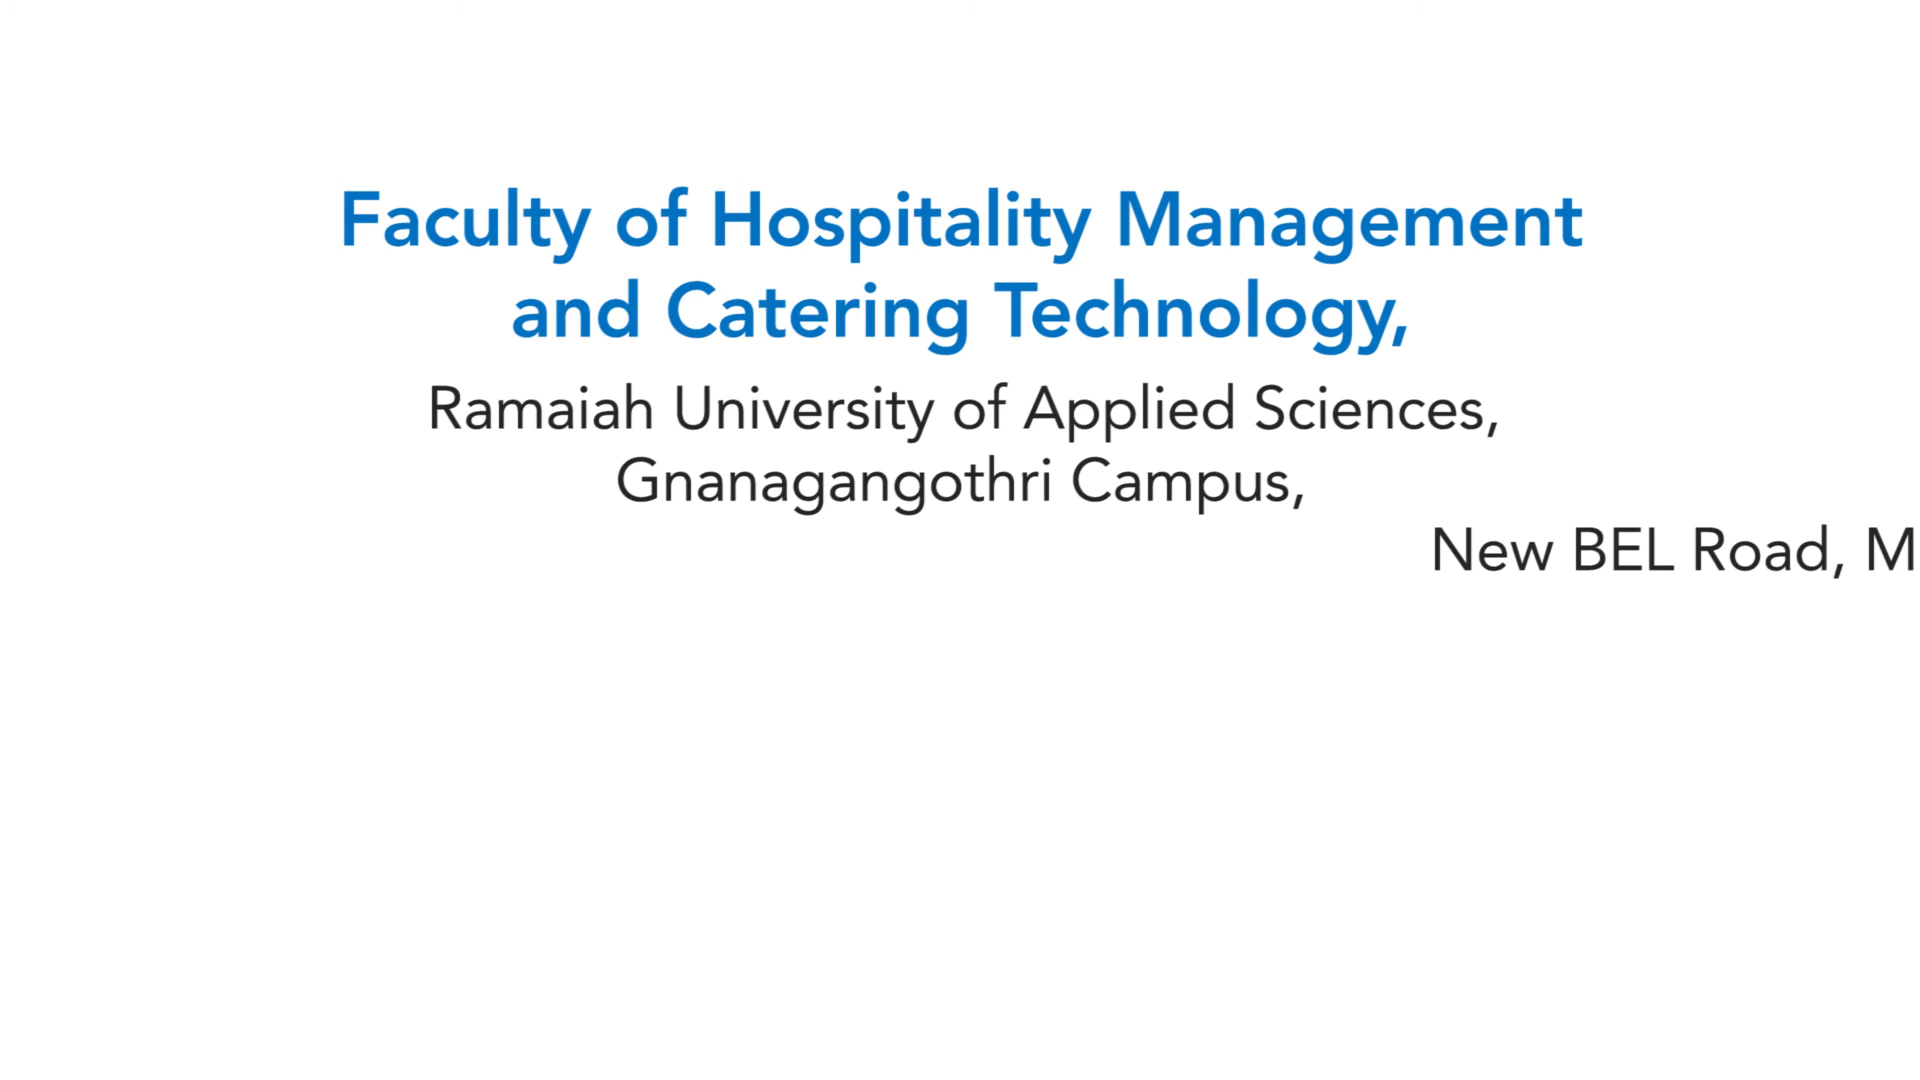 Faculty of Hospitality Management
and Catering Technology,
Ramaiah University of Applied Sciences,
Gnanagangothri Campus,
New BEL Road, M